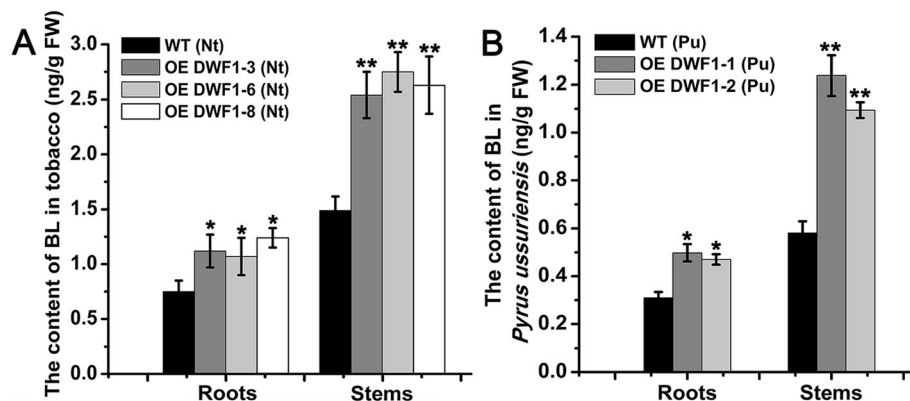 A
The content of BL in tobacco (ng/g FW)
3.0
2.5
2.0
1.5
1.0
0.5
0.0
WT (Nt)
OE DWF1-3 (Nt)
OE DWF1-6 (Nt)
OE DWF1-8 (Nt)
*
*
*
**
**
**
Roots
Stems
B
The content of BL in
Pyrus ussuriensis (ng/g FW)
1.4
1.2
1.0
0.8
0.6
0.4
0.2
0.0
WT (Pu)
OE DWF1-1 (Pu)
OE DWF1-2 (Pu)
*
*
**
**
Roots
Stems